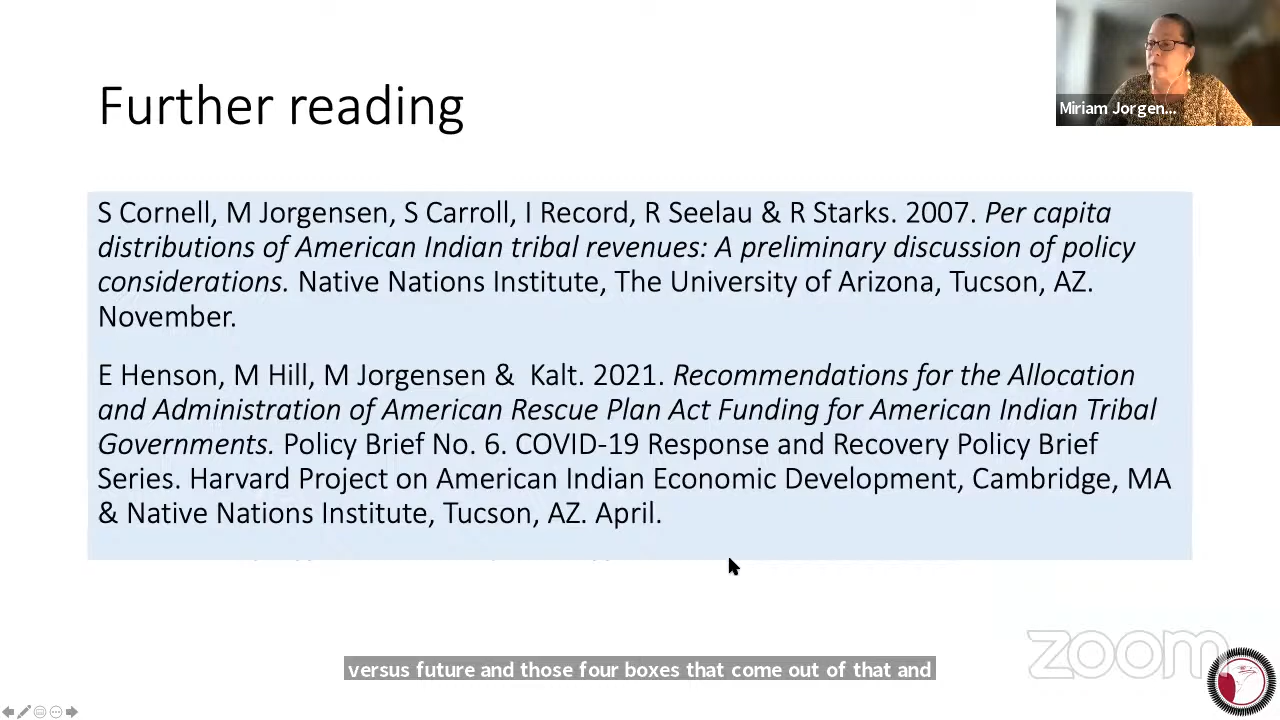 Further reading
Miriam Jorgen...
S Cornell, M Jorgensen, S Carroll, I Record, R Seelau & R Starks. 2007. Per capita
distributions of American Indian tribal revenues: A preliminary discussion of policy
considerations. Native Nations Institute, The University of Arizona, Tucson, AZ.
November.
E Henson, M Hill, M Jorgensen &  Kalt. 2021. Recommendations for the Allocation
and Administration of American Rescue Plan Act Funding for American Indian Tribal
Governments. Policy Brief No. 6. COVID-19 Response and Recovery Policy Brief
Series. Harvard Project on American Indian Economic Development, Cambridge, MA
& Native Nations Institute, Tucson, AZ. April.
zoom
versus future and those four boxes that come out of that and